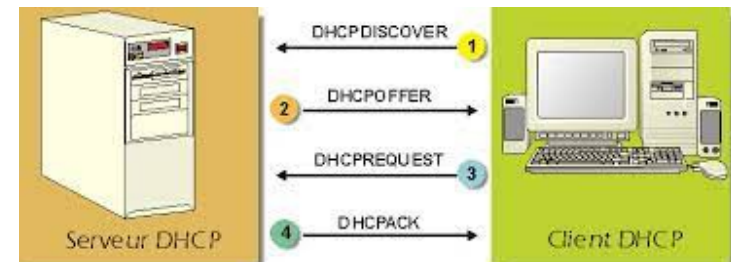 DHCPDISCOVER
1
2
DHCPOFFER
DHCPREQUEST
3
4
DHCPACK
Serveur DHCP
Client DHCP